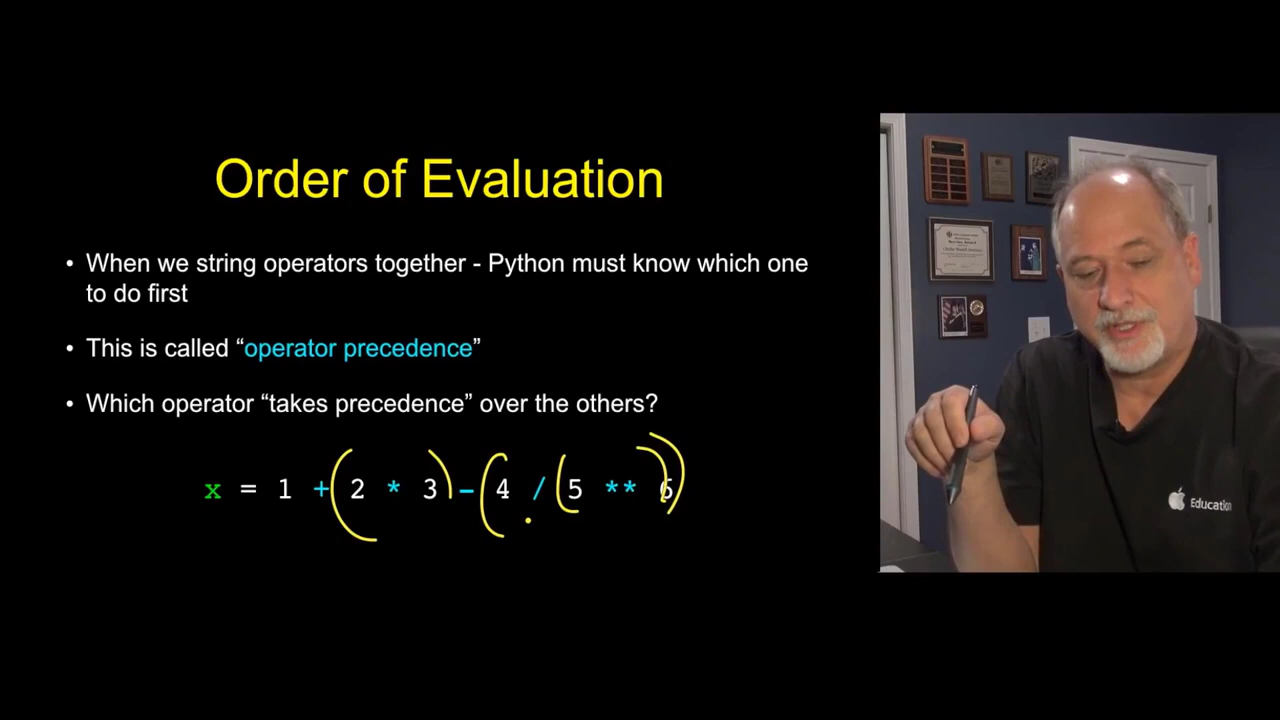 Order of Evaluation
• When we string operators together - Python must know which one
to do first
• This is called “operator precedence”
• Which operator “takes precedence” over the others?
x = 1 +(2 * 3)-(4 /(5 ** 6))
Education